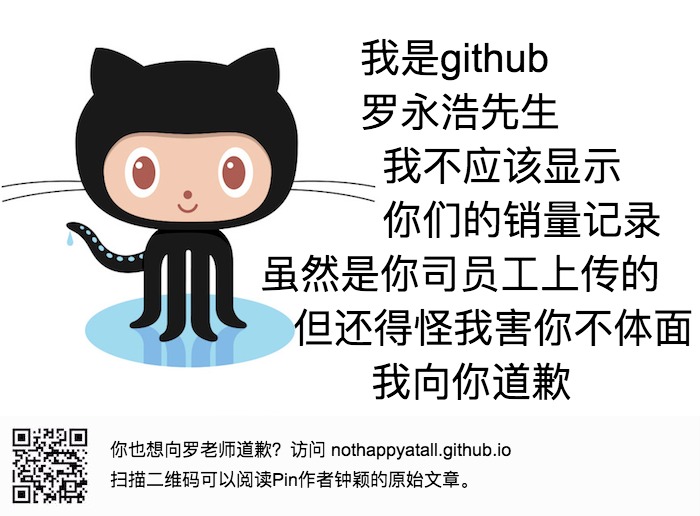 我是github
罗永浩先生
我不应该显示
你们的销量记录
虽然是你司员工上传的
但还得怪我害你不体面
我向你道歉
你也想向罗老师道歉？访问 nothappyatall.github.io
扫描二维码可以阅读Pin作者钟颖的原始文章。